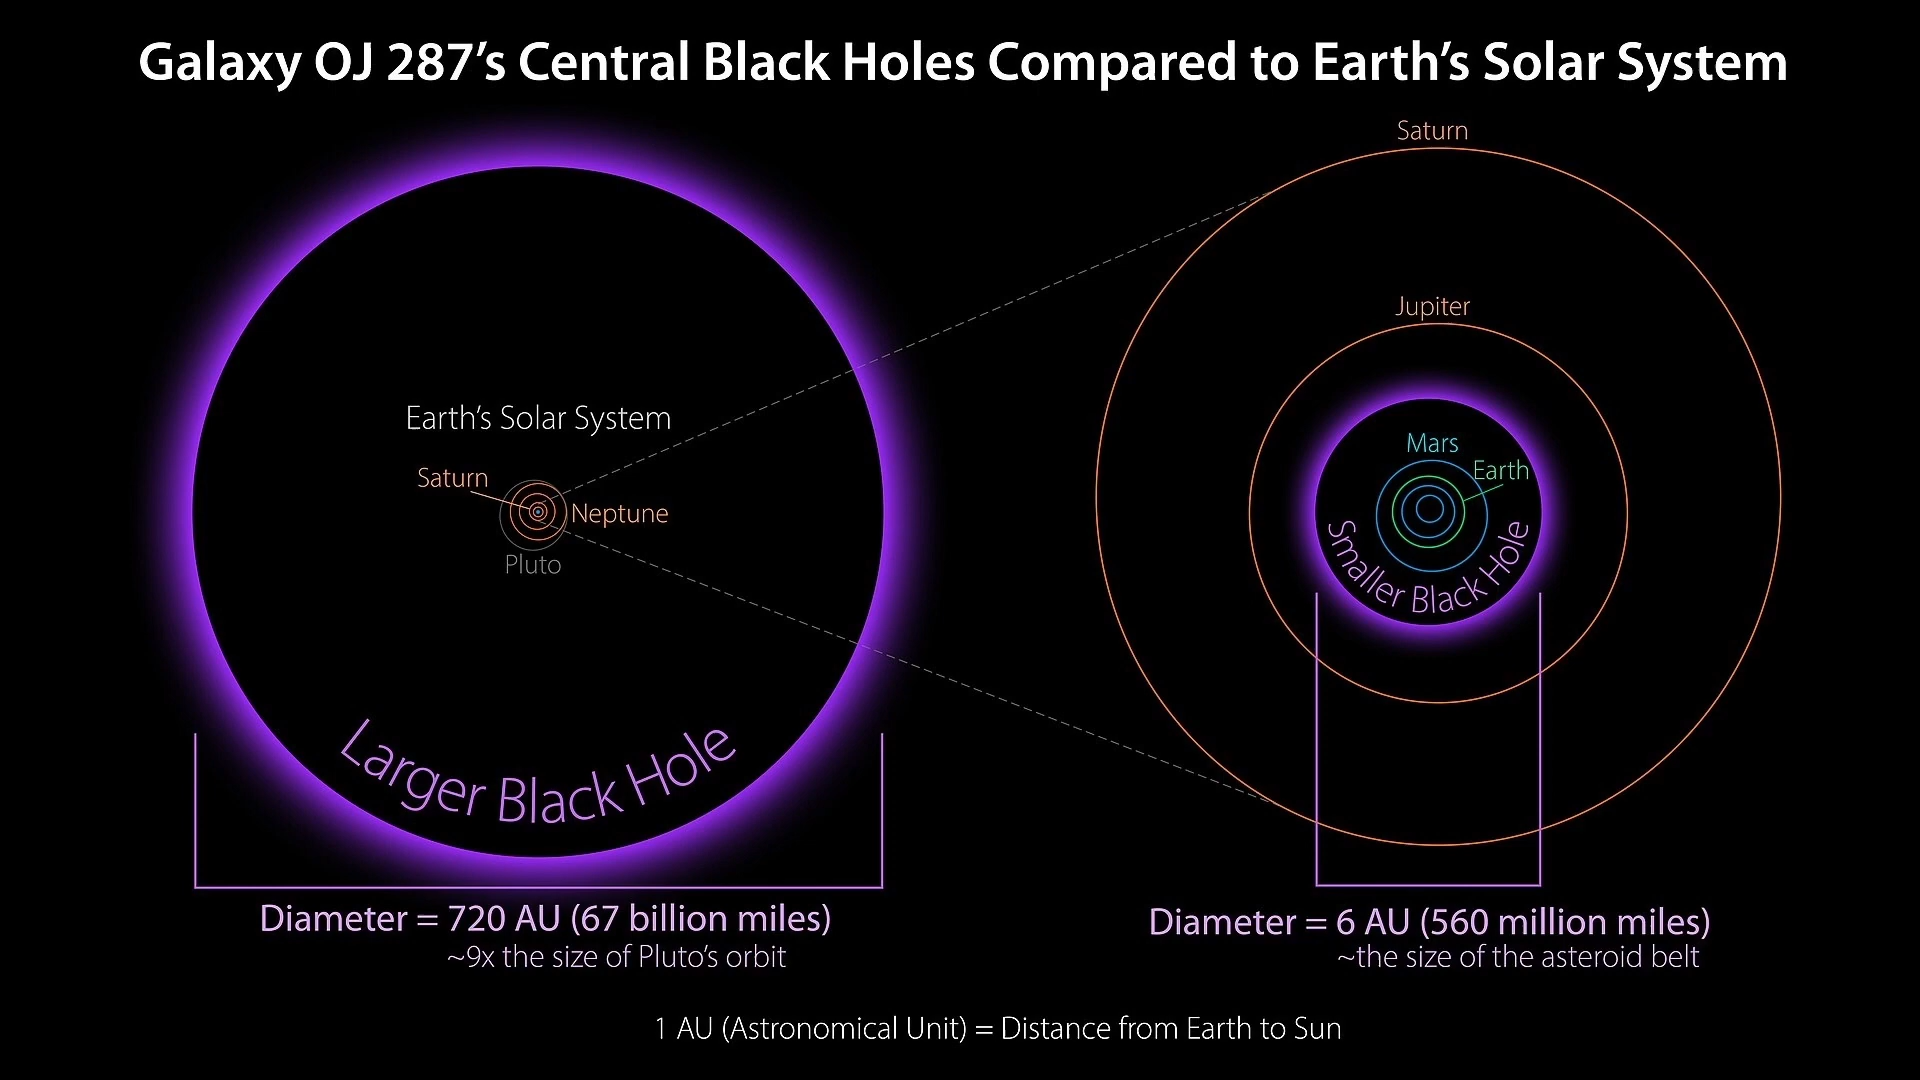 Galaxy OJ 287’s Central Black Holes Compared to Earth’s Solar System
Earth’s Solar System
Saturn
Neptune
Pluto
Larger Black Hole
Diameter = 720 AU (67 billion miles)
~9x the size of Pluto’s orbit
Saturn
Jupiter
Mars
Earth
Smaller Black Hole
Diameter = 6 AU (560 million miles)
~the size of the asteroid belt
1 AU (Astronomical Unit) = Distance from Earth to Sun